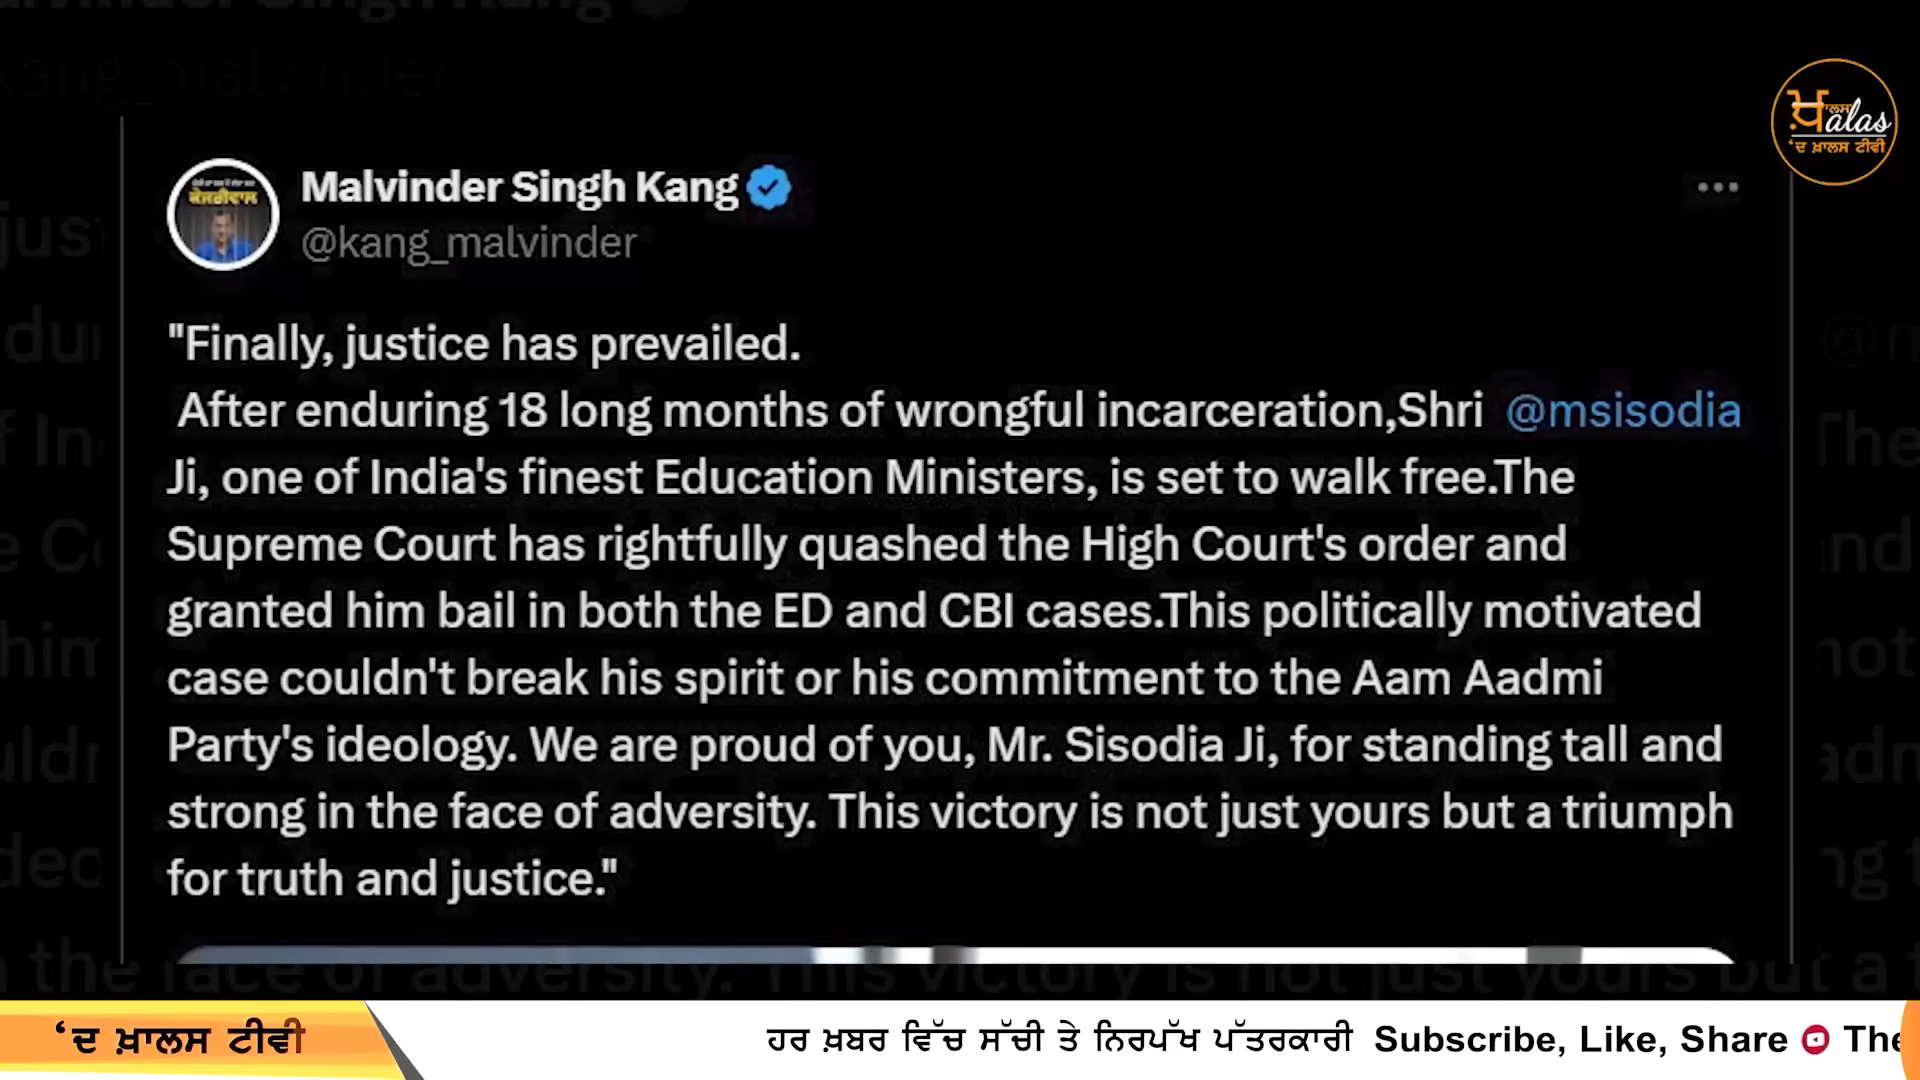 ਖ਼ਾਲਸ
alas
'ਦ ਖ਼ਾਲਸ ਟੀਵੀ
Malvinder Singh Kang
@kang_malvinder
"Finally, justice has prevailed.
After enduring 18 long months of wrongful incarceration,Shri @msisodia
Ji, one of India's finest Education Ministers, is set to walk free.The
Supreme Court has rightfully quashed the High Court's order and
granted him bail in both the ED and CBI cases.This politically motivated
case couldn't break his spirit or his commitment to the Aam Aadmi
Party's ideology. We are proud of you, Mr. Sisodia Ji, for standing tall and
strong in the face of adversity. This victory is not just yours but a triumph
for truth and justice."
'ਦ ਖ਼ਾਲਸ ਟੀਵੀ
ਹਰ ਖ਼ਬਰ ਵਿੱਚ ਸੱਚੀ ਤੇ ਨਿਰਪੱਖ ਪੱਤਰਕਾਰੀ Subscribe, Like, Share The